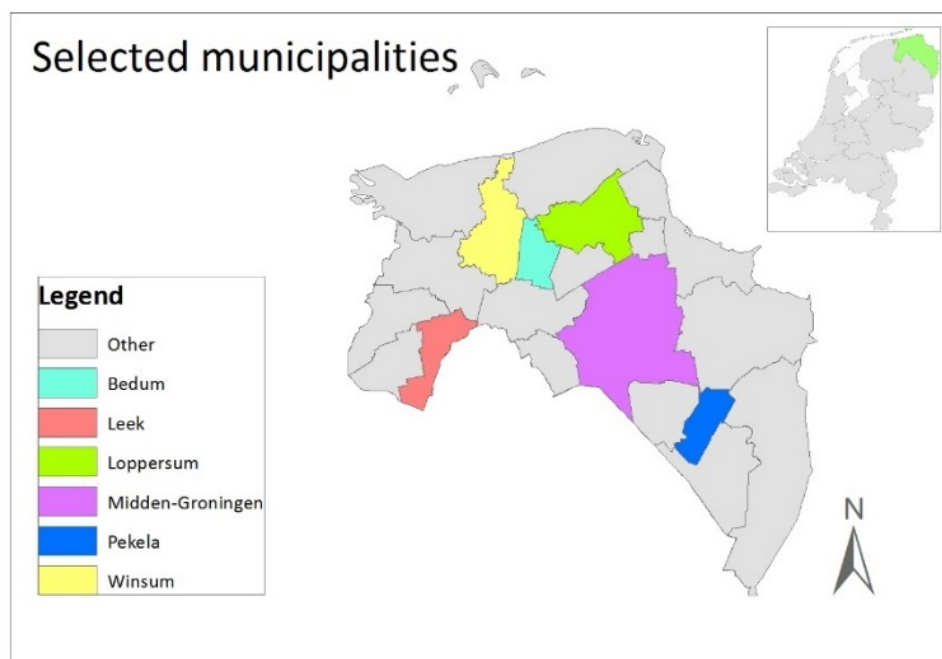 Selected municipalities
Legend
Other
Bedum
Leek
Loppersum
Midden-Groningen
Pekela
Winsum
N